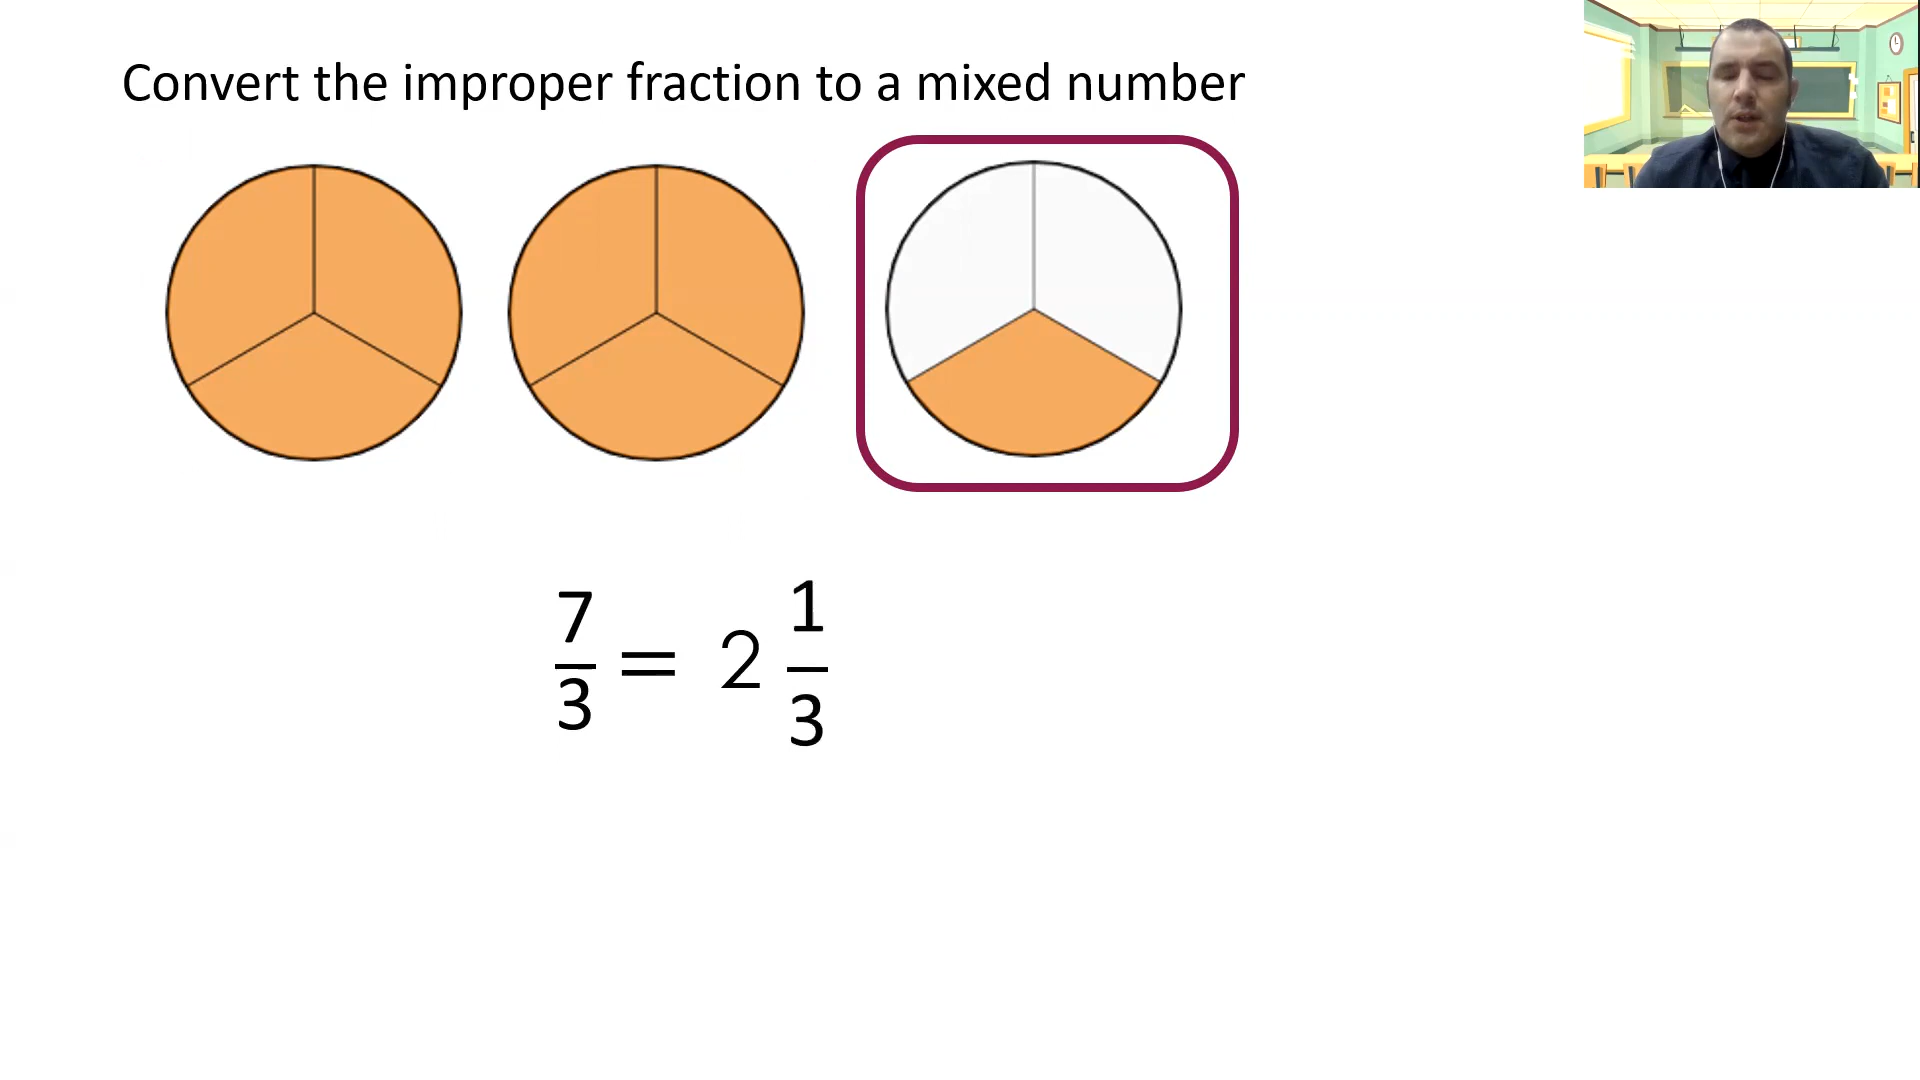 Convert the improper fraction to a mixed number
7/3 = 2 1/3